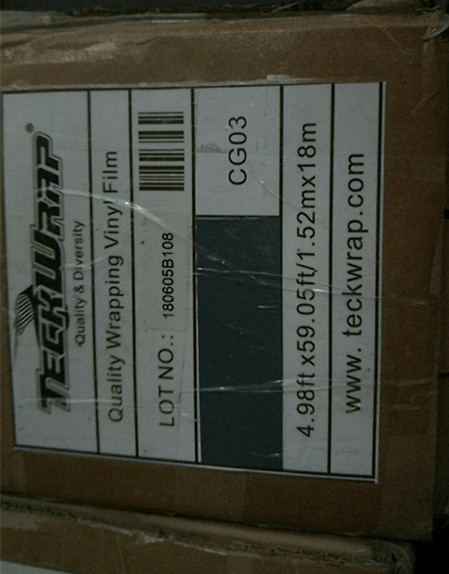 TECKWRAP®
Quality & Diversity
Quality Wrapping Vinyl Film
LOT NO.: 180605B108
CG03
4.98ft x59.05ft/1.52mx18m
www. teckwrap.com